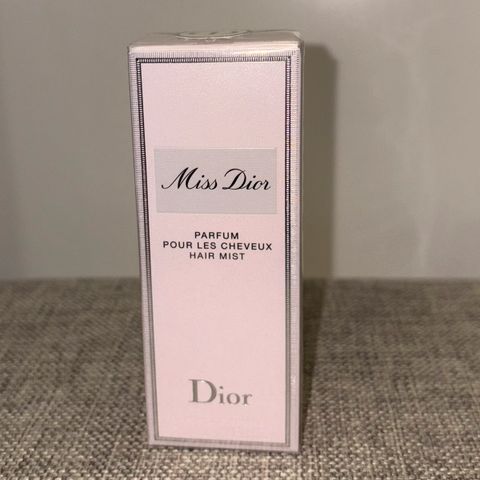 Miss Dior
PARFUM
POUR LES CHEVEUX
HAIR MIST
Dior